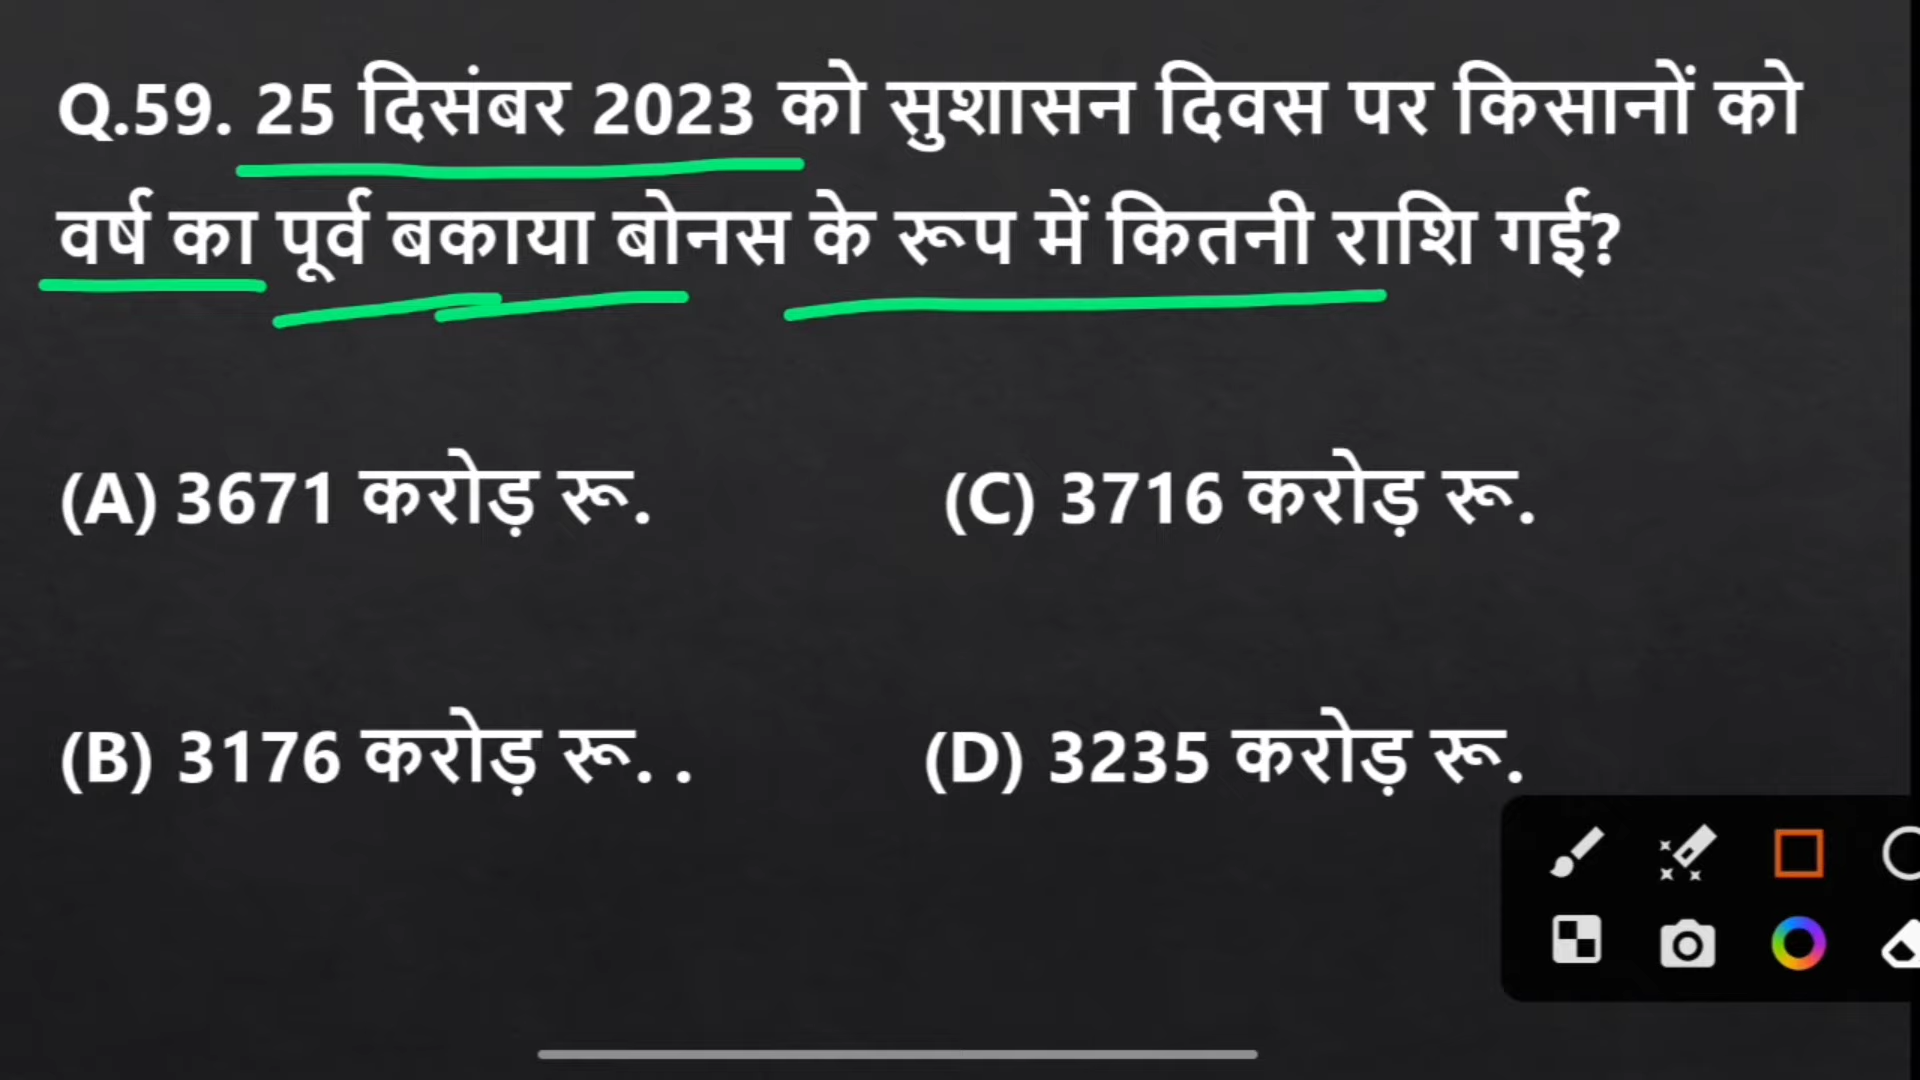 Q.59. 25 दिसंबर 2023 को सुशासन दिवस पर किसानों को
वर्ष का पूर्व बकाया बोनस के रूप में कितनी राशि गई?
(A) 3671 करोड़ रू.
(C) 3716 करोड़ रू.
(B) 3176 करोड़ रू. .
(D) 3235 करोड़ रू.